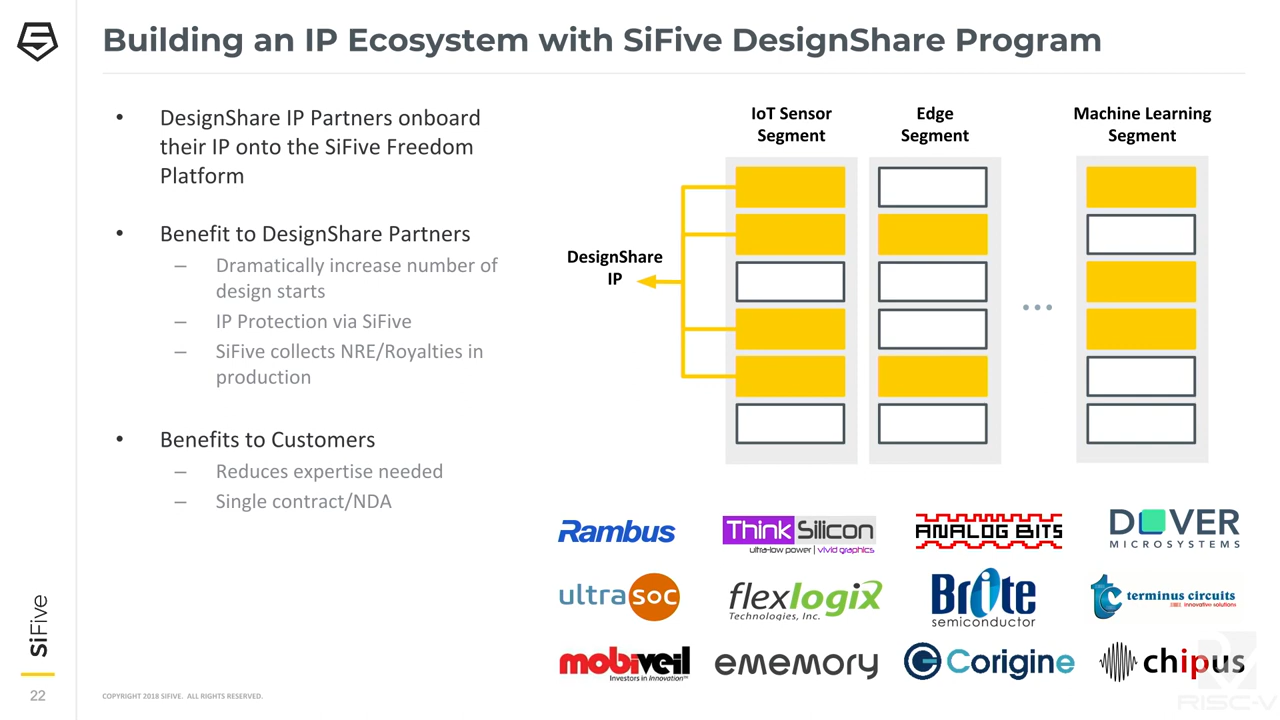 Building an IP Ecosystem with SiFive DesignShare Program
• DesignShare IP Partners onboard
their IP onto the SiFive Freedom
Platform
• Benefit to DesignShare Partners
– Dramatically increase number of
design starts
– IP Protection via SiFive
– SiFive collects NRE/Royalties in
production
• Benefits to Customers
– Reduces expertise needed
– Single contract/NDA
IoT Sensor
Segment
Edge
Segment
Machine Learning
Segment
DesignShare
IP
...
Rambus
Think Silicon
ultra-low power | vivid graphics
ANALOG BITS
DOVER
MICROSYSTEMS
ultrasoc
flexlogix
Technologies, Inc.
Brite
semiconductor
tc terminus circuits
innovative solutions
mobiveil
Investors in Innovation™
ememory
Corigine
chipus
SiFive
22
COPYRIGHT 2018 SIFIVE. ALL RIGHTS RESERVED.
RISC-V